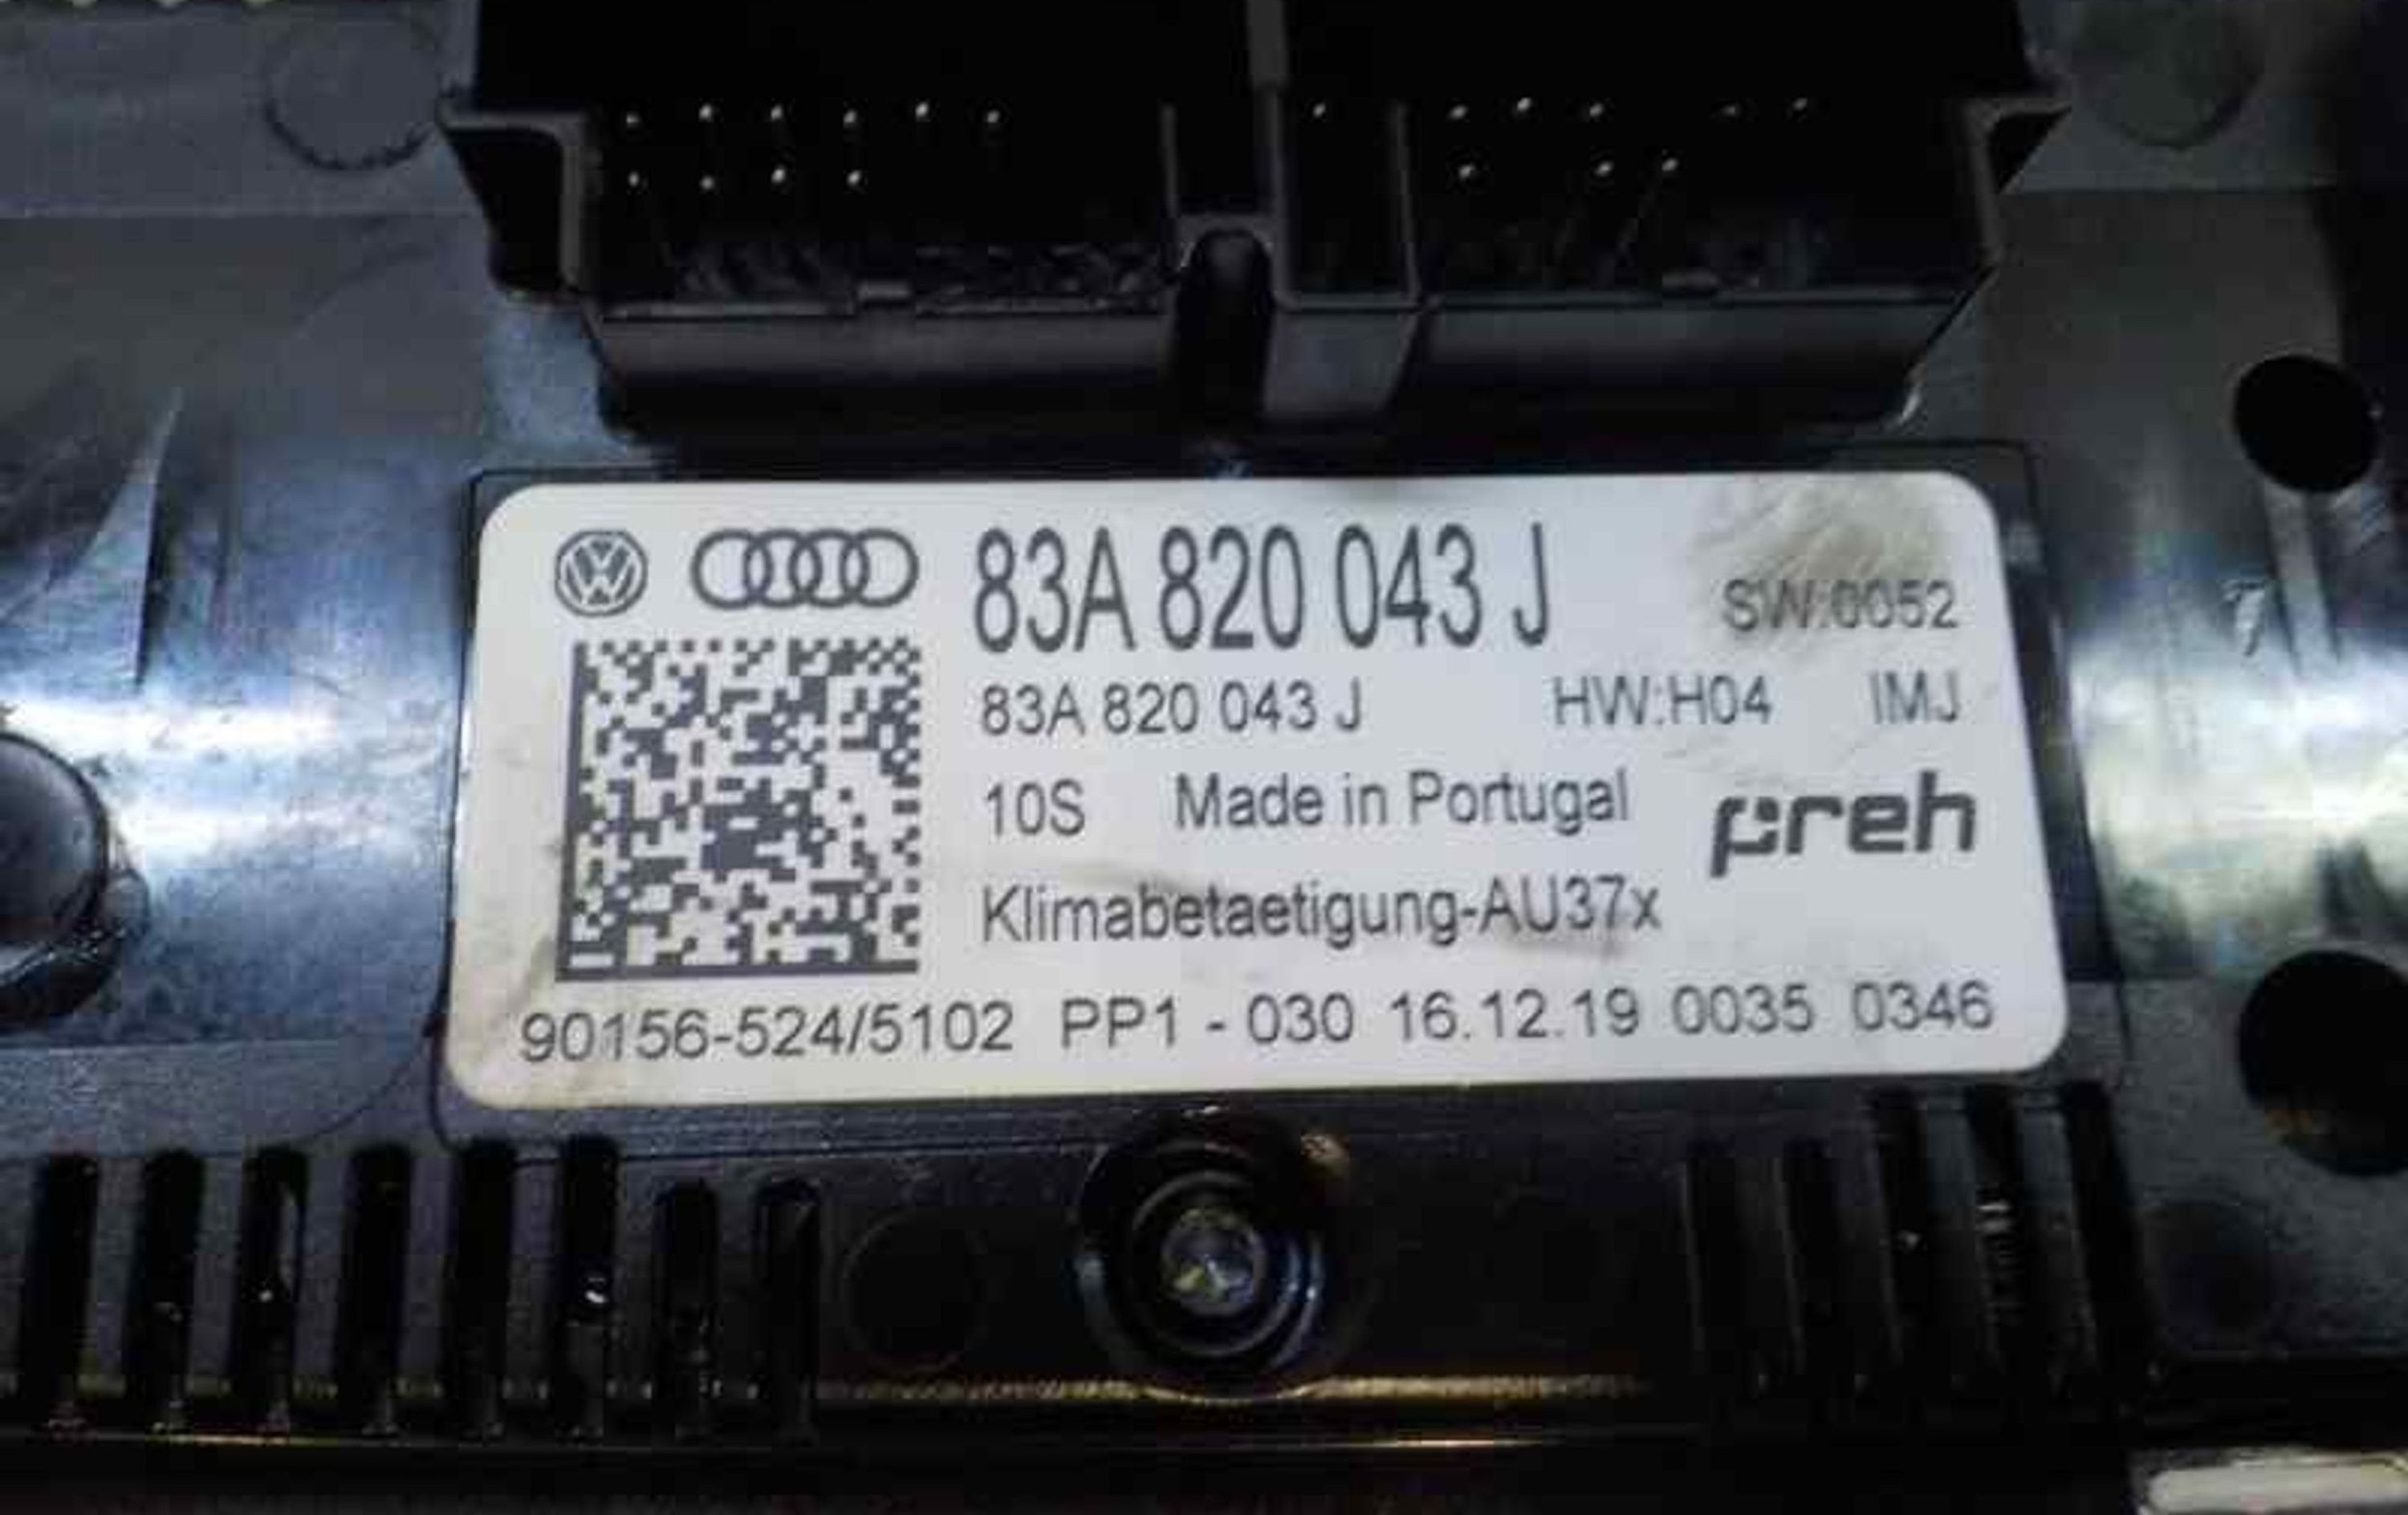 83A 820 043 J SW:0052
83A 820 043 J HW:H04 IMJ
10S Made in Portugal preh
Klimabetaetigung-AU37x
90156-524/5102 PP1 - 030 16.12.19 0035 0346